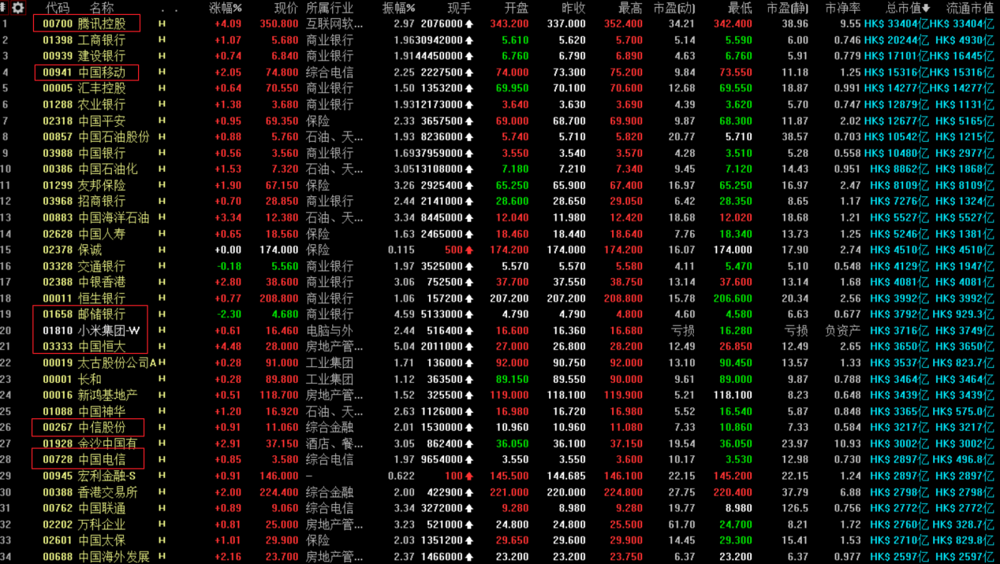 代码 名称 . . 涨幅% 现价 所属行业 振幅% 现手 开盘 昨收 最高 市盈(动) 最低 市盈(静) 市净率 总市值 流通市值
1 00700 腾讯控股 H +4.09 350.800 互联网软... 2.97 2076000 343.200 337.000 352.400 34.21 342.400 38.96 9.55 HK$ 33404亿 HK$ 33404亿
2 01398 工商银行 H +1.07 5.680 商业银行 1.96 30942000 5.610 5.620 5.700 5.14 5.590 6.00 0.746 HK$ 20244亿 HK$ 4930亿
3 00939 建设银行 H +0.74 6.840 商业银行 1.91 44450000 6.760 6.790 6.890 4.63 6.760 5.91 0.779 HK$ 17101亿 HK$ 16445亿
4 00941 中国移动 H +2.05 74.800 综合电信 2.25 2227500 74.000 73.300 75.200 9.84 73.550 11.18 1.25 HK$ 15316亿 HK$ 15316亿
5 00005 汇丰控股 H +0.64 70.550 商业银行 1.50 1353200 69.950 70.100 70.600 12.68 69.550 18.87 0.991 HK$ 14277亿 HK$ 14277亿
6 01288 农业银行 H +1.38 3.680 商业银行 1.93 12173000 3.640 3.630 3.690 4.39 3.620 5.70 0.747 HK$ 12879亿 HK$ 1131亿
7 02318 中国平安 H +0.95 69.350 保险 2.33 3657500 69.000 68.700 69.900 9.87 68.300 11.87 2.02 HK$ 12677亿 HK$ 5165亿
8 00857 中国石油股份 H +0.88 5.760 石油、天... 1.93 8236000 5.740 5.710 5.820 20.77 5.710 38.57 0.703 HK$ 10542亿 HK$ 1215亿
9 03988 中国银行 H +0.56 3.560 商业银行 1.69 37959000 3.550 3.540 3.570 4.28 3.510 5.28 0.558 HK$ 10480亿 HK$ 2977亿
10 00386 中国石油化 H +1.53 7.320 石油、天... 3.05 13108000 7.180 7.210 7.340 9.45 7.120 14.43 0.951 HK$ 8862亿 HK$ 1868亿
11 01299 友邦保险 H +1.90 67.150 保险 3.26 2925400 65.250 65.900 67.400 16.97 65.250 16.97 2.47 HK$ 8109亿 HK$ 8109亿
12 03968 招商银行 H +0.70 28.850 商业银行 2.44 2141000 28.600 28.650 29.050 6.42 28.350 8.65 1.17 HK$ 7276亿 HK$ 1324亿
13 00883 中国海洋石油 H +3.34 12.380 石油、天... 3.34 8445000 12.040 11.980 12.420 18.68 12.020 18.68 1.21 HK$ 5527亿 HK$ 5527亿
14 02628 中国人寿 H +0.65 18.560 保险 1.63 2465000 18.460 18.440 18.640 7.76 18.340 13.73 1.25 HK$ 5246亿 HK$ 1381亿
15 02378 保诚 H +0.00 174.000 保险 0.115 500 174.200 174.000 174.200 16.07 174.000 17.90 2.74 HK$ 4510亿 HK$ 4510亿
16 03328 交通银行 H -0.18 5.560 商业银行 1.97 3525000 5.570 5.570 5.580 4.11 5.470 5.10 0.548 HK$ 4129亿 HK$ 1947亿
17 02388 中银香港 H +2.80 38.600 商业银行 3.06 752500 37.700 37.550 38.750 13.14 37.600 13.14 1.68 HK$ 4081亿 HK$ 4081亿
18 00011 恒生银行 H +0.77 208.800 商业银行 1.06 157200 207.200 207.200 208.800 15.78 206.600 20.34 2.56 HK$ 3992亿 HK$ 3992亿
19 01658 邮储银行 H -2.30 4.680 商业银行 4.59 5133000 4.790 4.790 4.800 4.60 4.580 6.63 0.677 HK$ 3792亿 HK$ 929.3亿
20 01810 小米集团-W H +0.61 16.460 电脑与外 2.44 516400 16.600 16.360 16.680 亏损 16.280 亏损 负资产 HK$ 3716亿 HK$ 3749亿
21 03333 中国恒大 H +4.48 28.000 房地产管... 5.04 2011000 27.000 26.800 28.200 12.49 26.850 12.49 2.65 HK$ 3650亿 HK$ 3650亿
22 00019 太古股份公司A H +0.28 91.000 工业集团 1.71 136000 92.000 90.750 92.000 13.10 90.450 13.57 1.33 HK$ 3537亿 HK$ 823.7亿
23 00001 长和 H +0.28 89.800 工业集团 1.12 363500 89.150 89.550 90.000 9.61 89.000 9.87 0.788 HK$ 3464亿 HK$ 3464亿
24 00016 新鸿基地产 H +0.51 118.700 房地产管... 1.52 325500 119.000 118.100 119.900 5.21 118.100 8.23 0.648 HK$ 3439亿 HK$ 3439亿
25 01088 中国神华 H +1.20 16.920 石油、天... 2.63 1126000 16.980 16.720 16.980 5.52 16.540 5.87 0.848 HK$ 3365亿 HK$ 575.0亿
26 00267 中信股份 H +0.91 11.060 综合金融 2.01 1530000 10.960 10.960 11.080 7.33 10.860 7.33 0.584 HK$ 3217亿 HK$ 3217亿
27 01928 金沙中国有 H +2.91 37.150 酒店、餐... 3.05 862400 36.050 36.100 37.150 19.54 36.050 23.97 10.93 HK$ 3002亿 HK$ 3002亿
28 00728 中国电信 H +0.85 3.580 综合电信 1.97 9654000 3.550 3.550 3.600 10.17 3.530 12.98 0.730 HK$ 2897亿 HK$ 496.8亿
29 00945 宏利金融-S H +0.91 146.000 – 0.622 100 145.500 144.685 146.100 22.15 145.200 22.15 1.24 HK$ 2897亿 HK$ 2897亿
30 00388 香港交易所 H +2.00 224.400 综合金融 2.00 422900 221.000 220.000 224.800 27.75 220.400 37.79 6.88 HK$ 2798亿 HK$ 2798亿
31 00762 中国联通 H +0.89 9.060 综合电信 3.34 3272000 9.280 8.980 9.280 19.77 8.980 126.5 0.756 HK$ 2772亿 HK$ 2772亿
32 02202 万科企业 H +0.81 25.000 房地产管... 3.23 521000 24.800 24.800 25.500 61.70 24.700 8.21 1.72 HK$ 2760亿 HK$ 328.7亿
33 02601 中国太保 H +1.01 29.900 保险 2.03 1351200 29.650 29.600 29.900 14.45 29.300 15.41 1.53 HK$ 2710亿 HK$ 829.8亿
34 00688 中国海外发展 H +2.16 23.700 房地产管... 2.37 1466000 23.200 23.200 23.750 6.37 23.200 6.37 0.977 HK$ 2597亿 HK$ 2597亿